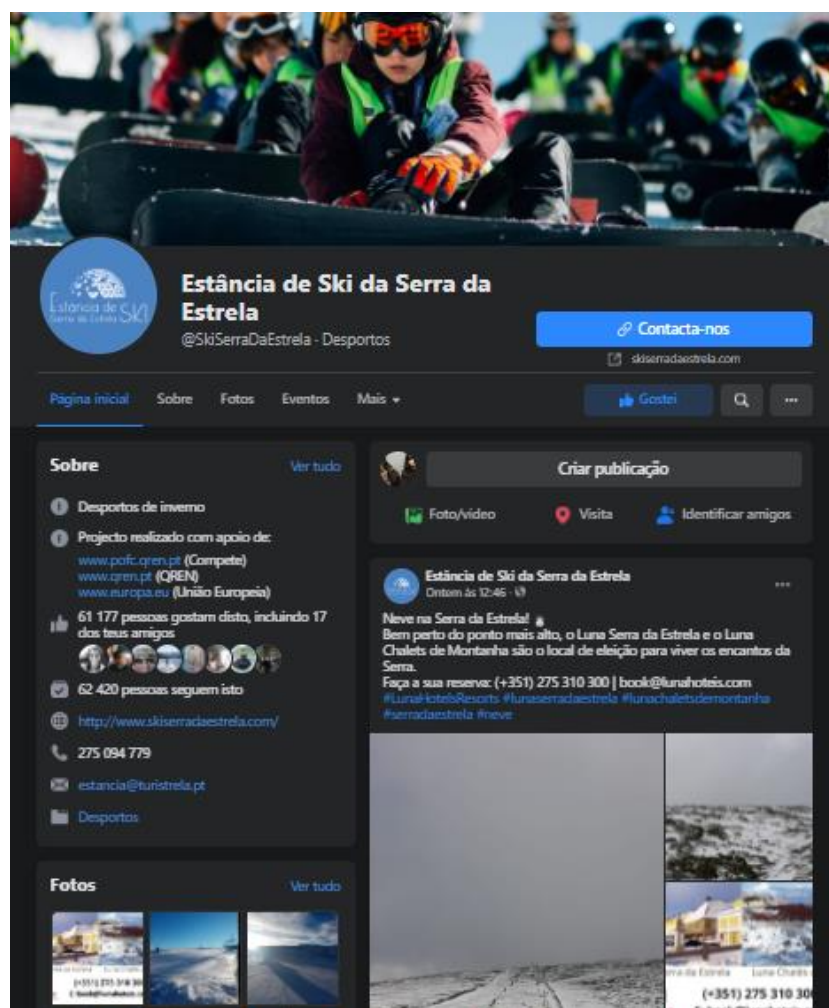 Estância de Ski da Serra da
Estrela
@SkiSerraDaEstrela · Desportos
Contacta-nos
skiserradaestrela.com
Página inicial
Sobre
Fotos
Eventos
Mais
Gostei
Sobre
Ver tudo
Desportos de inverno
Projecto realizado com apoio de:
www.pofc.qren.pt (Compete)
www.qren.pt (QREN)
www.europa.eu (União Europeia)
61 177 pessoas gostam disto, incluindo 17
dos teus amigos
62 420 pessoas seguem isto
http://www.skiserradaestrela.com/
275 094 779
estancia@turistrela.pt
Desportos
Fotos
Ver tudo
(+351) 275 310 30
Criar publicação
Foto/vídeo
Visita
Identificar amigos
Estância de Ski da Serra da Estrela
Ontem às 12:46
Neve na Serra da Estrela!
Bem perto do ponto mais alto, o Luna Serra da Estrela e o Luna
Chalets de Montanha são o local de eleição para viver os encantos da
Serra.
Faça a sua reserva: (+351) 275 310 300 | book@lunahoteis.com
#LunaHotelsResorts #lunaserradaestrela #lunachaletsdemontanha
#serradaestrela #neve
(+351) 275 310 30